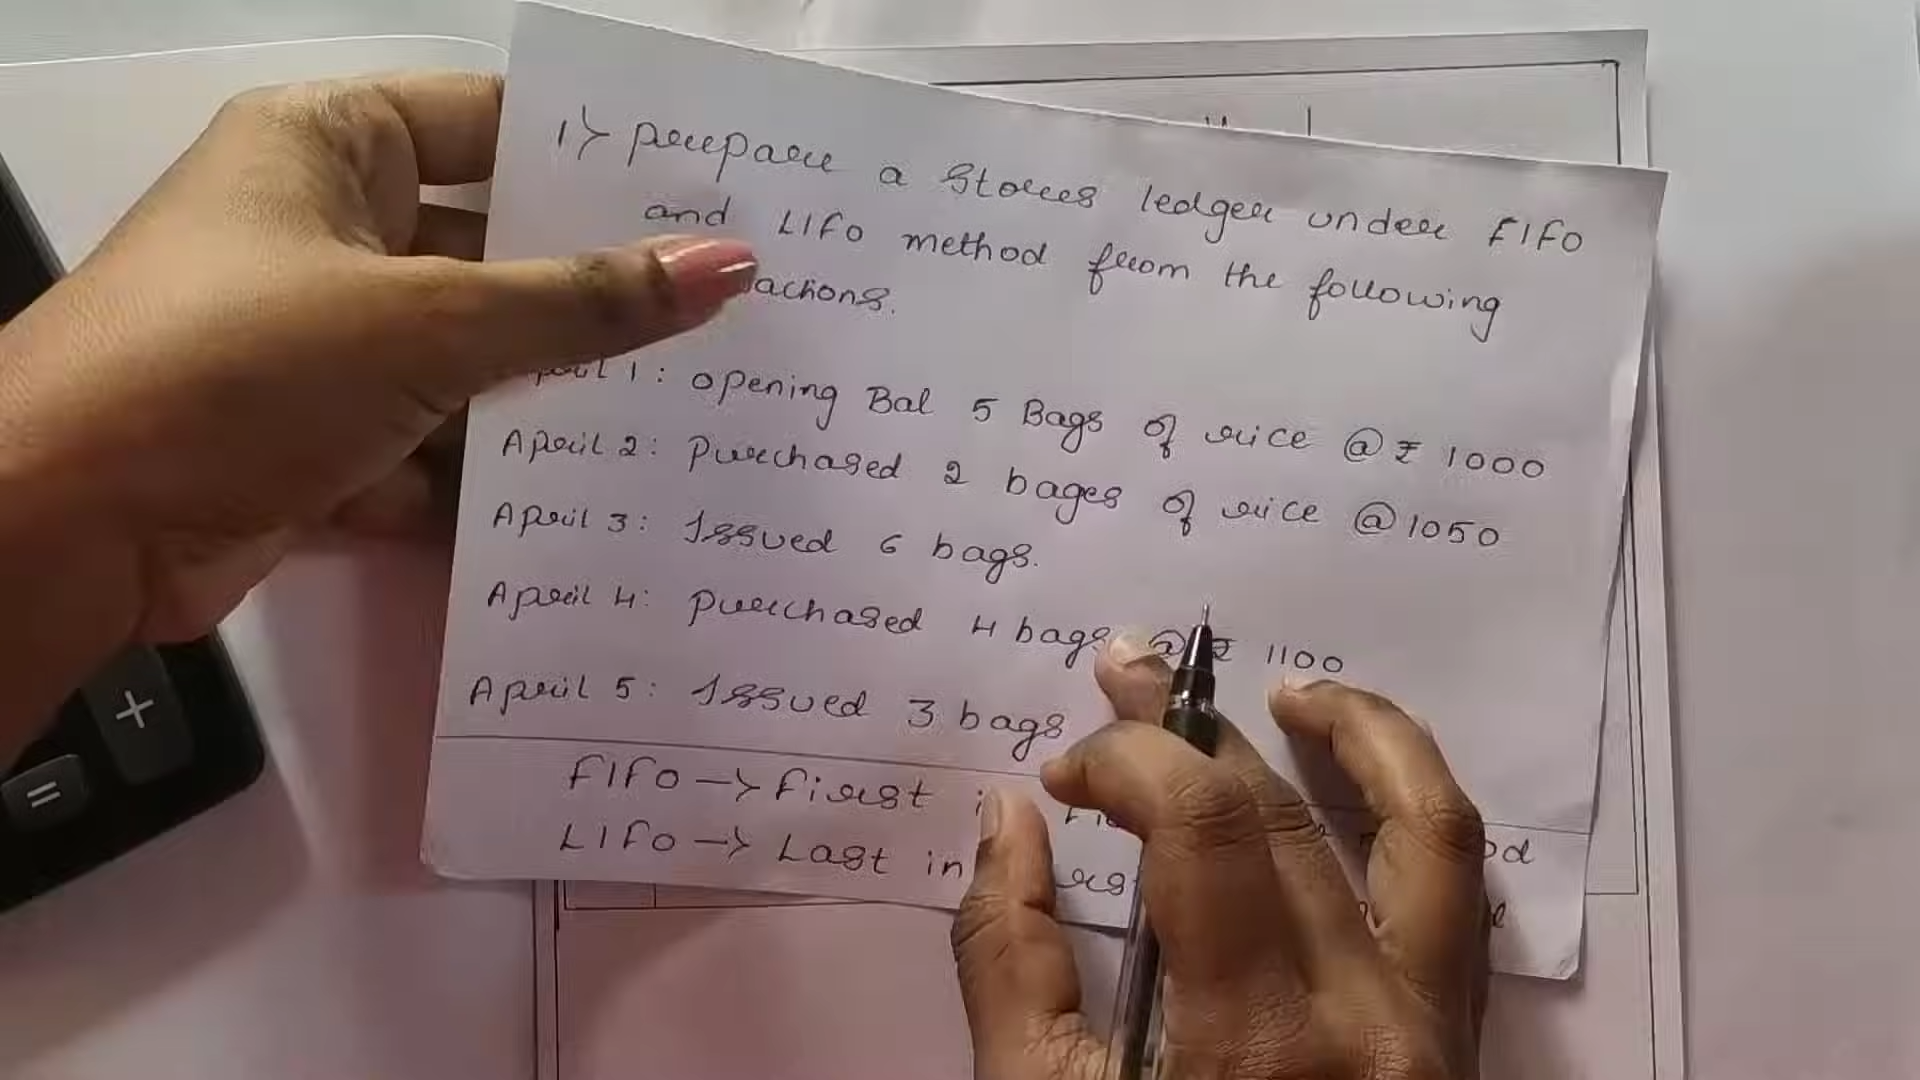 1> Prepare a Stores ledger under FIFO
and LIFO method from the following
actions.
April 1: Opening Bal 5 Bags of rice @ ₹ 1000
April 2: Purchased 2 bages of rice @ 1050
April 3: Issued 6 bags.
April 4: Purchased 4 bags @ ₹ 1100
April 5: Issued 3 bags
FIFO → First
LIFO → Last in
+
=